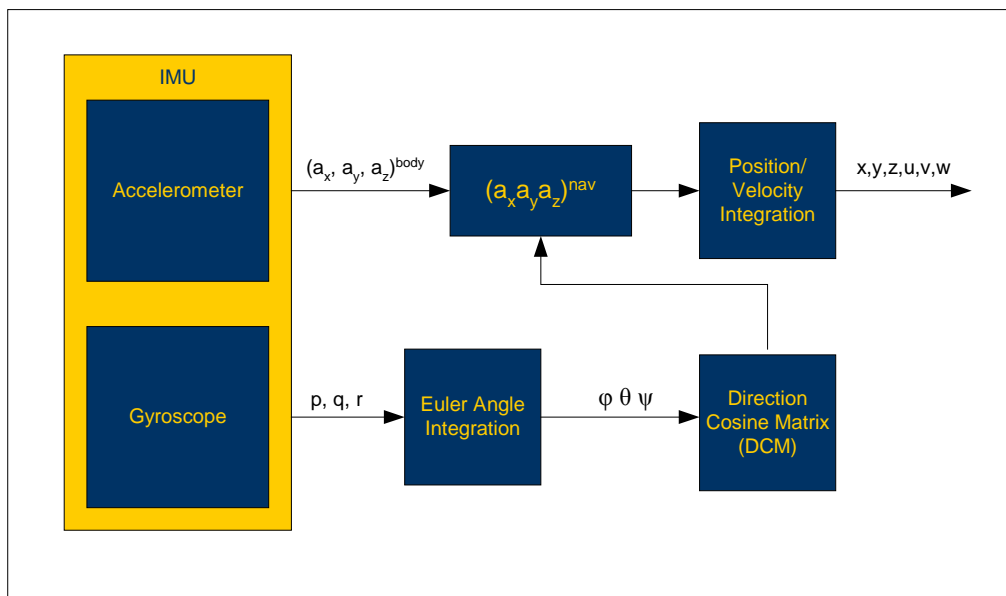 IMU
Accelerometer
(a_x, a_y, a_z)^body
(a_x a_y a_z)^nav
Position/
Velocity
Integration
x,y,z,u,v,w
Gyroscope
p, q, r
Euler Angle
Integration
φ θ ψ
Direction
Cosine Matrix
(DCM)